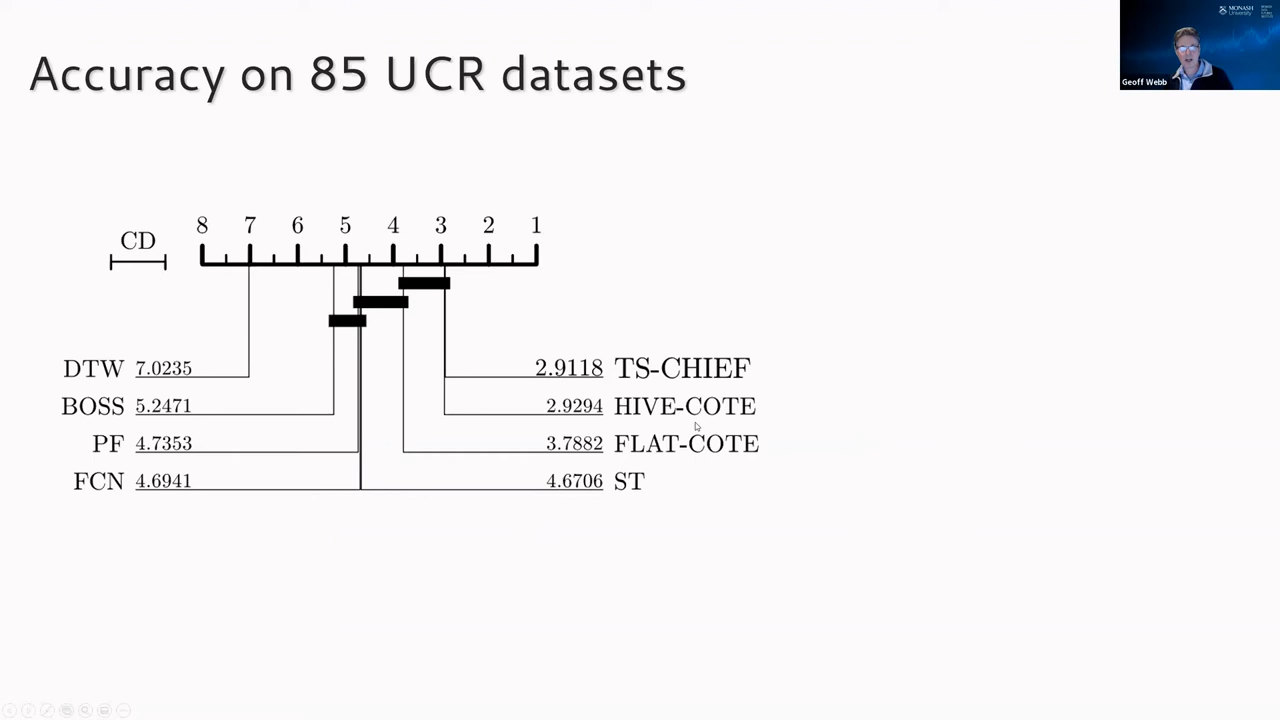 MONASH
University
Geoff Webb
Accuracy on 85 UCR datasets
CD
8 7 6 5 4 3 2 1
DTW 7.0235
2.9118 TS-CHIEF
BOSS 5.2471
2.9294 HIVE-COTE
PF 4.7353
3.7882 FLAT-COTE
FCN 4.6941
4.6706 ST